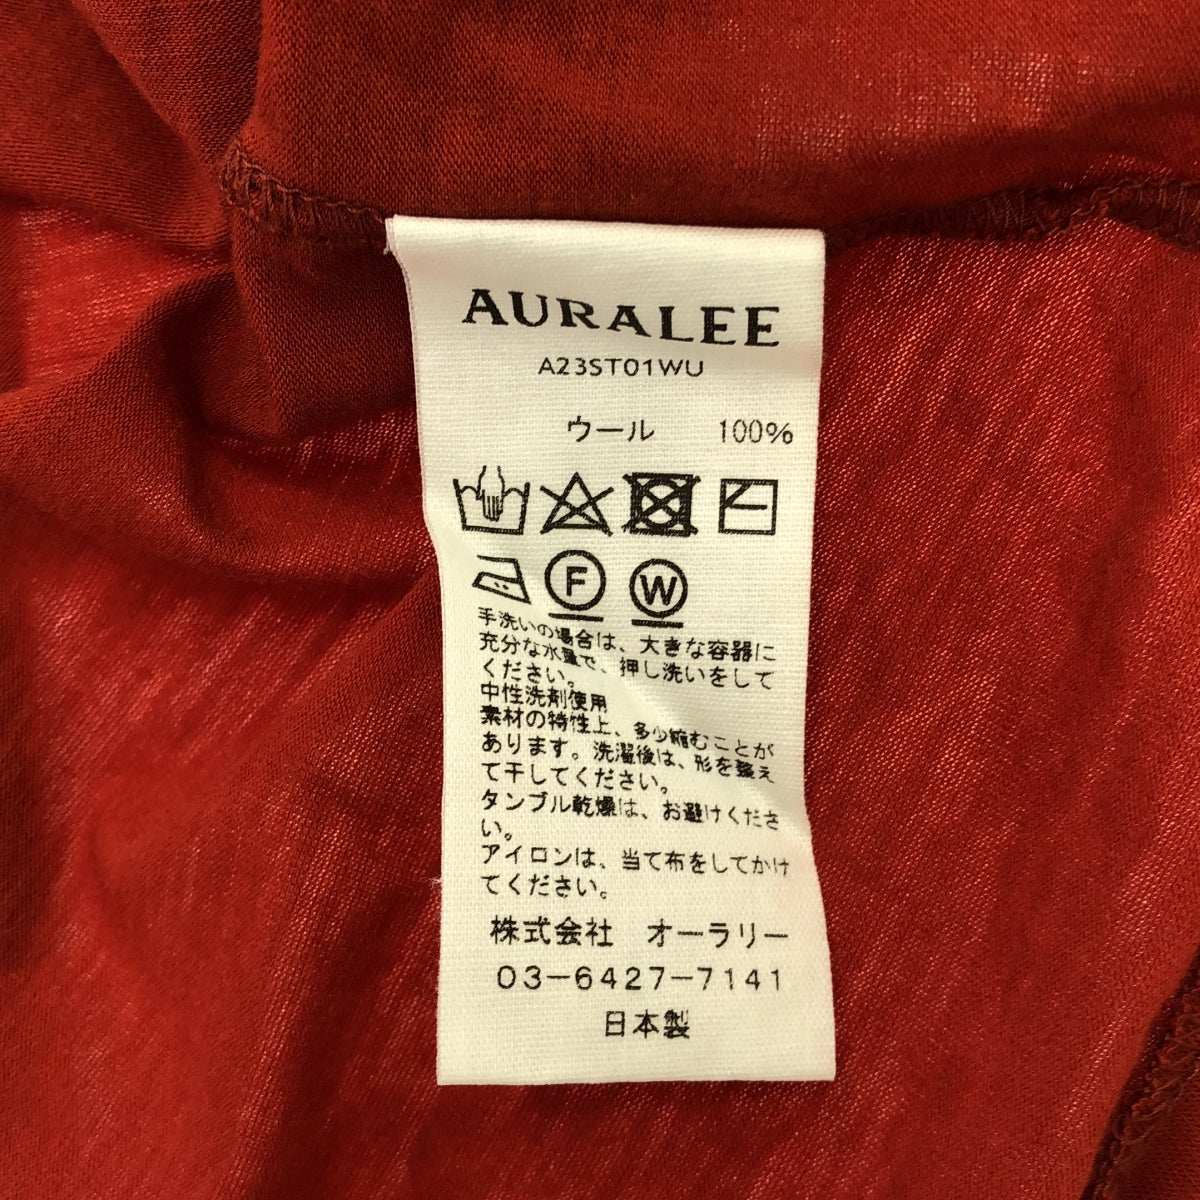 AURALEE
A23ST01WU
ウール 100%
F W
手洗いの場合は、大きな容器に
充分な水量で、押し洗いをして
ください。
中性洗剤使用
素材の特性上、多少縮むことが
あります。洗濯後は、形を整え
て干してください。
タンブル乾燥は、お避けくださ
い。
アイロンは、当て布をしてかけ
てください。
株式会社 オーラリー
03-6427-7141
日本製